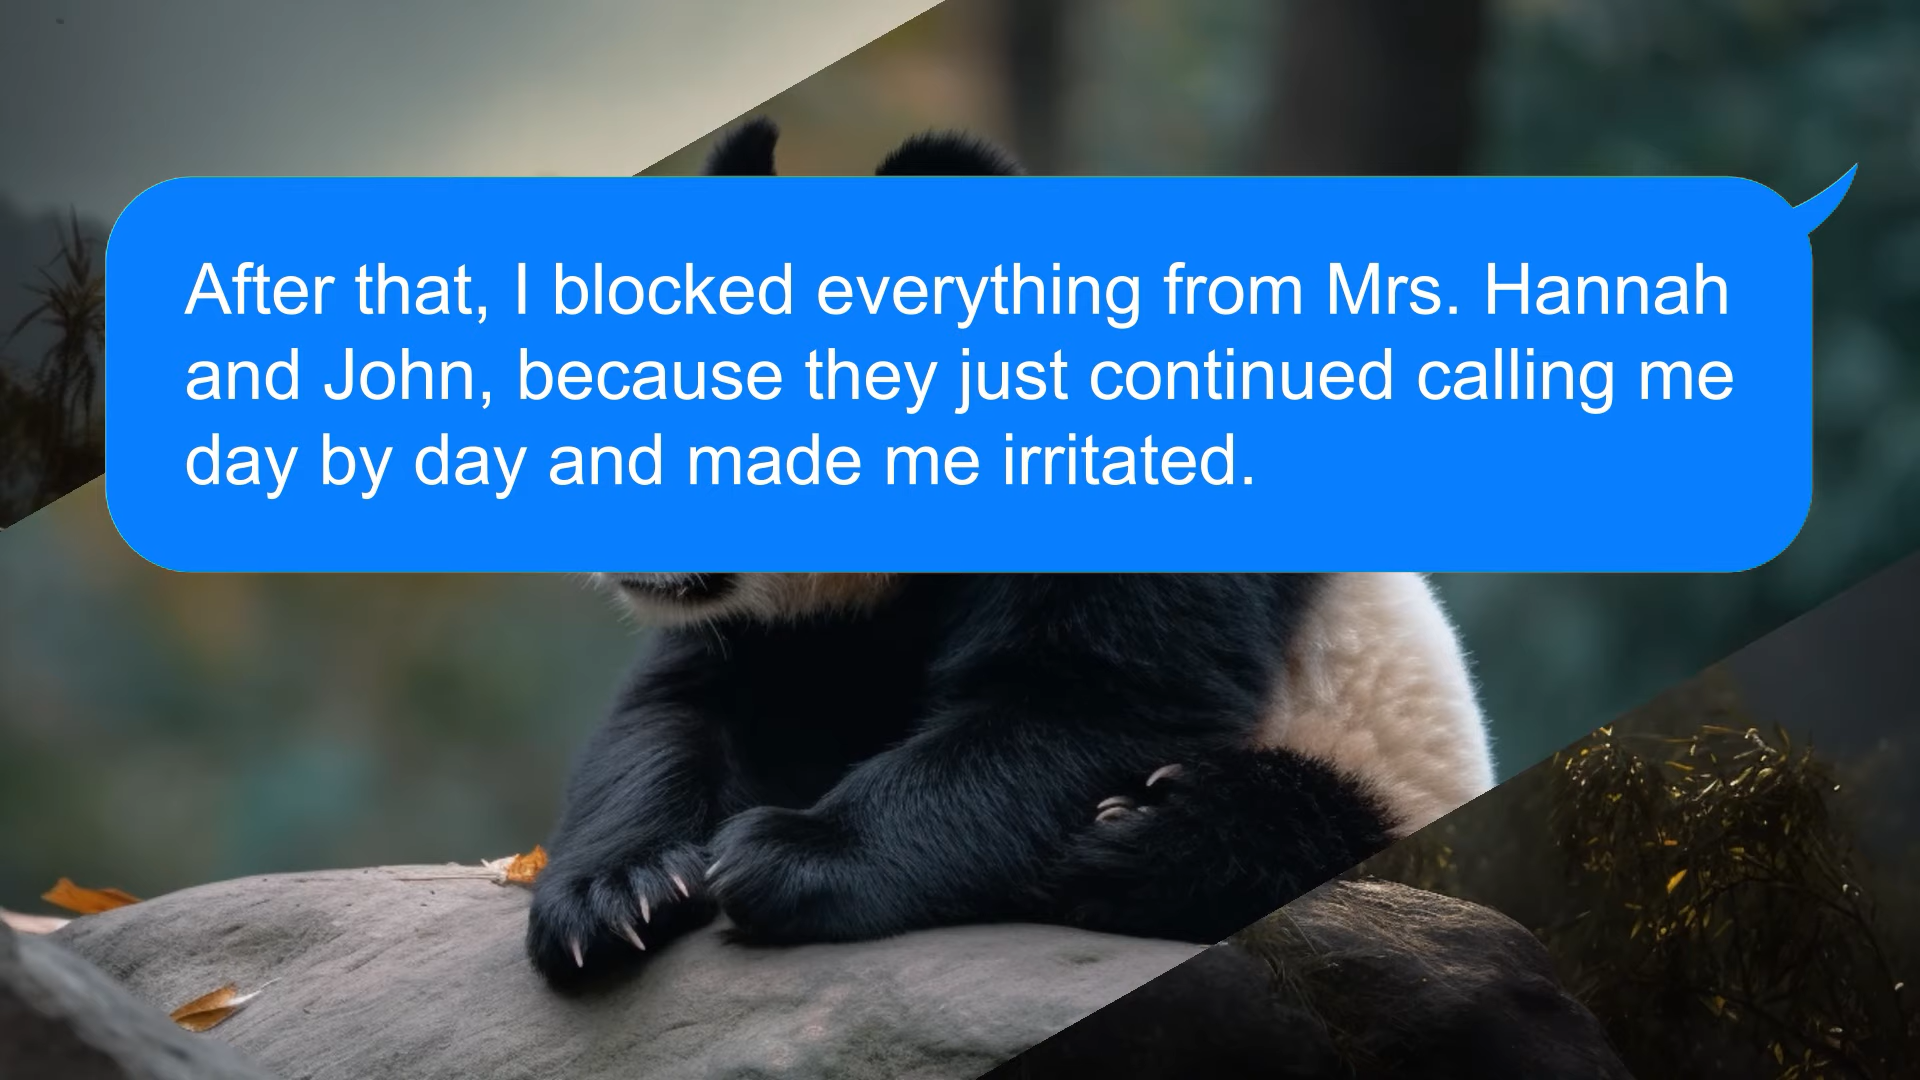 After that, I blocked everything from Mrs. Hannah
and John, because they just continued calling me
day by day and made me irritated.